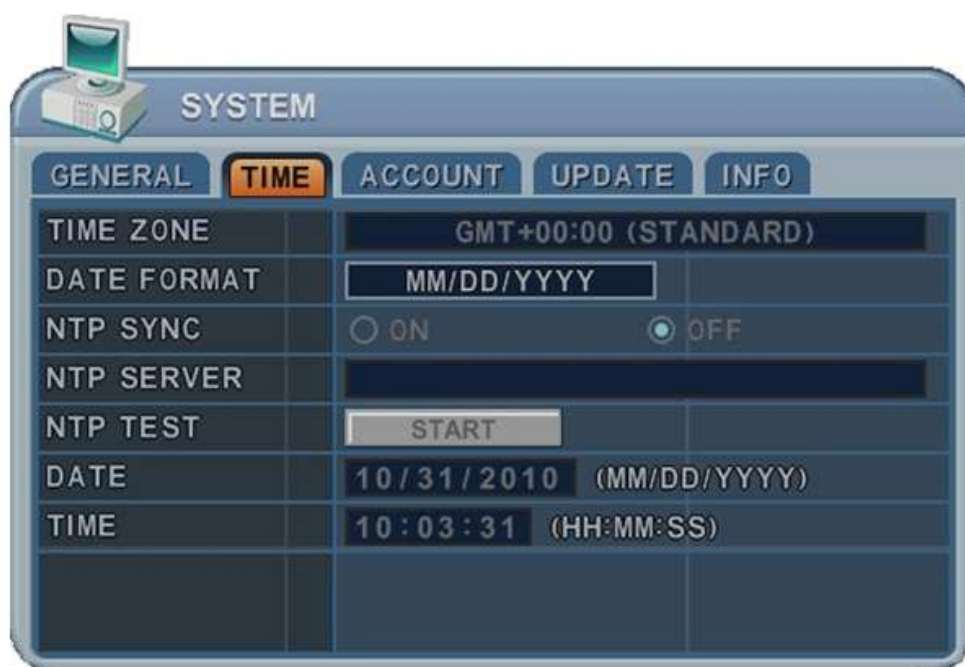 SYSTEM
GENERAL TIME ACCOUNT UPDATE INFO
TIME ZONE GMT+00:00 (STANDARD)
DATE FORMAT MM/DD/YYYY
NTP SYNC ON OFF
NTP SERVER
NTP TEST START
DATE 10/31/2010 (MM/DD/YYYY)
TIME 10:03:31 (HH:MM:SS)